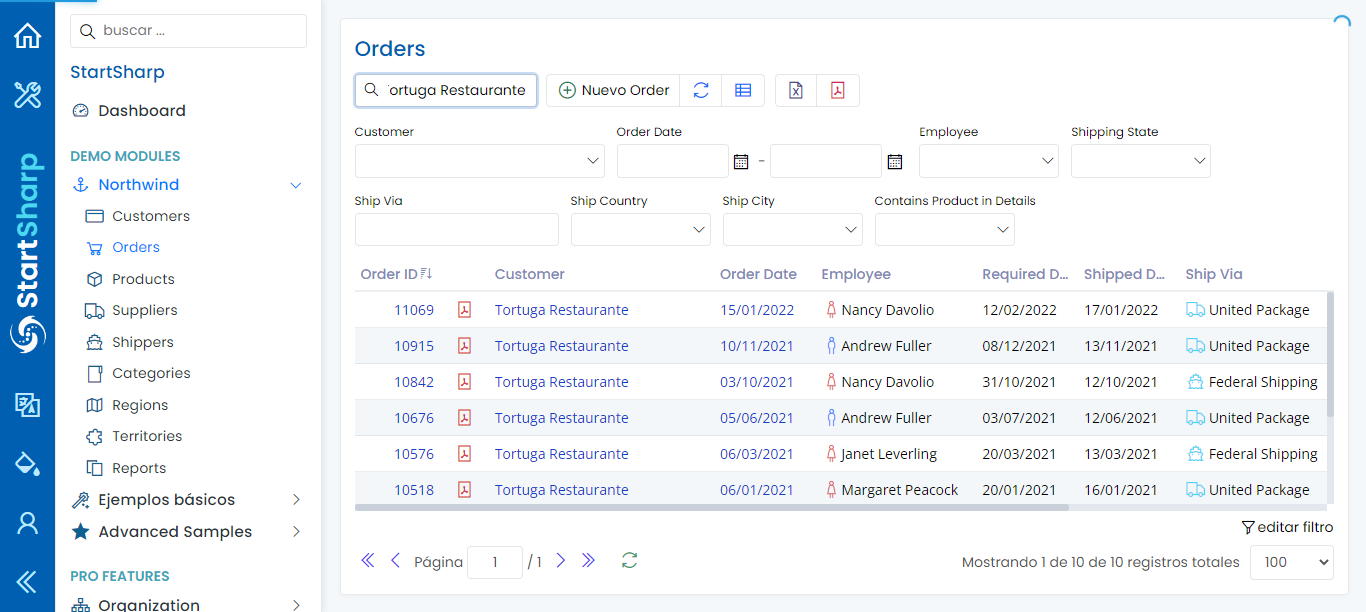 buscar ...
StartSharp
Dashboard
DEMO MODULES
Northwind
Customers
Orders
Products
Suppliers
Shippers
Categories
Regions
Territories
Reports
Ejemplos básicos
Advanced Samples
PRO FEATURES
Organization
StartSharp
Orders
Tortuga Restaurante
Nuevo Order
Customer Order Date Employee Shipping State
-
Ship Via Ship Country Ship City Contains Product in Details
Order ID Customer Order Date Employee Required D... Shipped D... Ship Via
11069 Tortuga Restaurante 15/01/2022 Nancy Davolio 12/02/2022 17/01/2022 United Package
10915 Tortuga Restaurante 10/11/2021 Andrew Fuller 08/12/2021 13/11/2021 United Package
10842 Tortuga Restaurante 03/10/2021 Nancy Davolio 31/10/2021 12/10/2021 Federal Shipping
10676 Tortuga Restaurante 05/06/2021 Andrew Fuller 03/07/2021 12/06/2021 United Package
10576 Tortuga Restaurante 06/03/2021 Janet Leverling 20/03/2021 13/03/2021 Federal Shipping
10518 Tortuga Restaurante 06/01/2021 Margaret Peacock 20/01/2021 16/01/2021 United Package
editar filtro
Página 1 / 1
Mostrando 1 de 10 de 10 registros totales 100